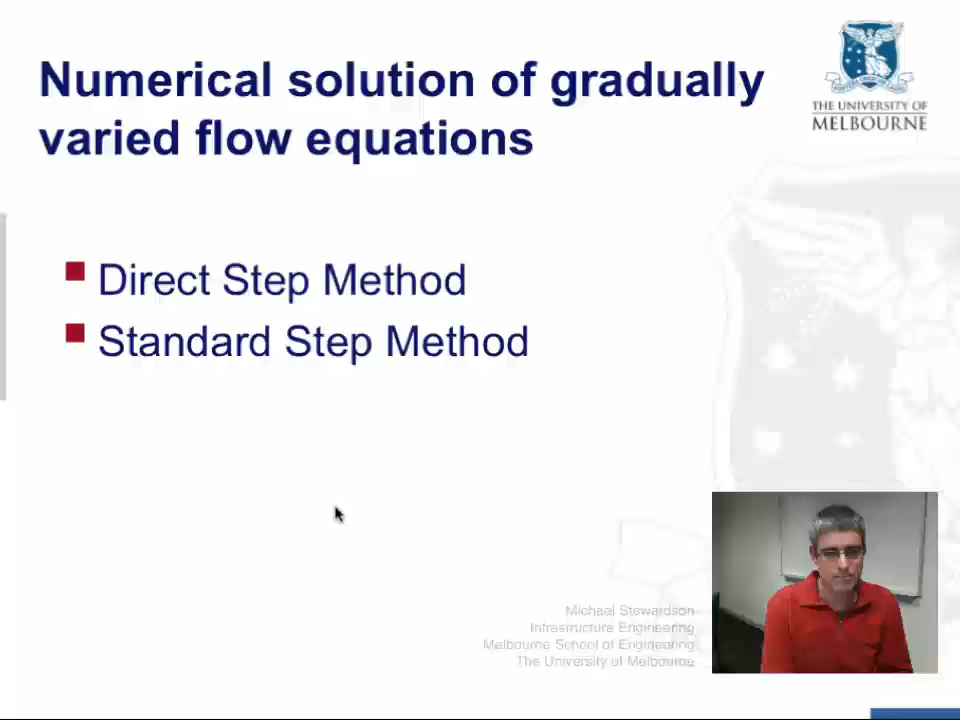 Numerical solution of gradually
varied flow equations
THE UNIVERSITY OF
MELBOURNE
Direct Step Method
Standard Step Method
Michael Stewardson
Infrastructure Engineering
Melbourne School of Engineering
The University of Melbourne